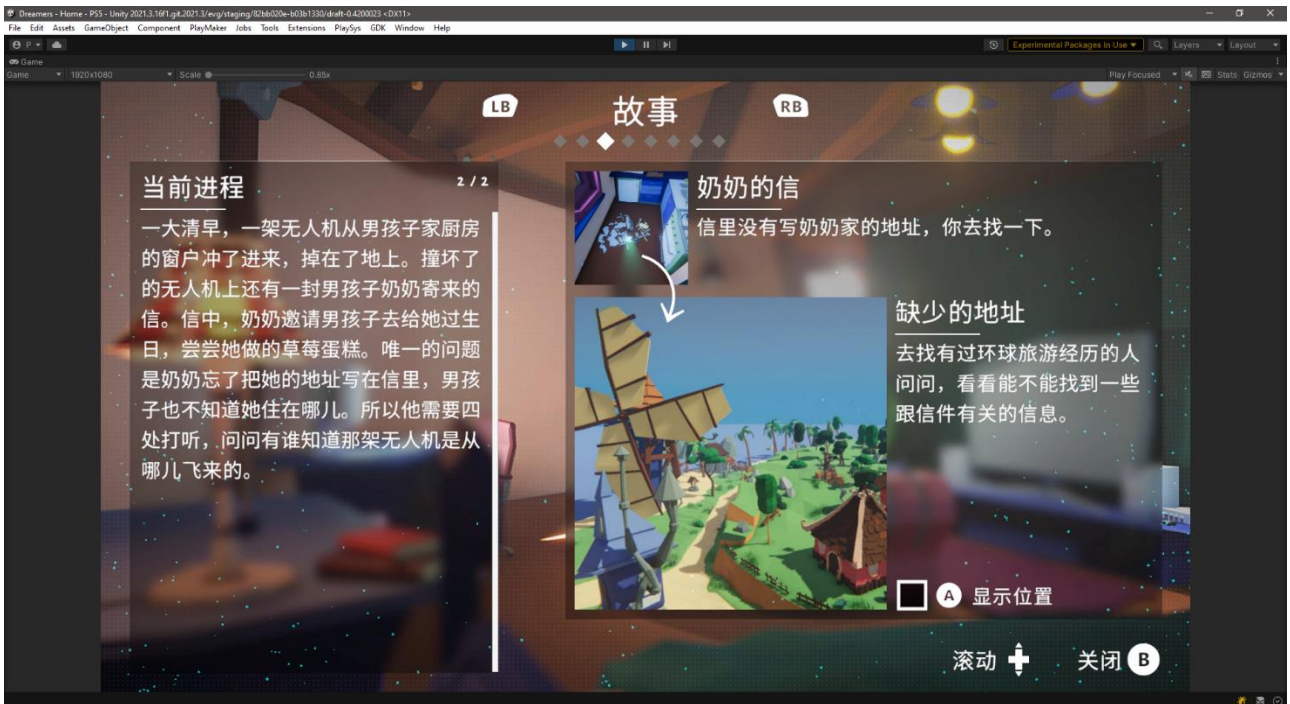 Dreamers - Home - PS5 - Unity 2021.3.16f1.git.2021.3/evg/staging/82bb020e-b03b1330/draft-0.4200023 <DX11>
File Edit Assets GameObject Component PlayMaker Jobs Tools Extensions PlaySys GDK Window Help
P Experimental Packages In Use Layers Layout
Game
Game 1920x1080 Scale 0.85x Play Focused Stats Gizmos
LB 故事 RB
当前进程 2 / 2
一大清早，一架无人机从男孩子家厨房
的窗户冲了进来，掉在了地上。撞坏了
的无人机上还有一封男孩子奶奶寄来的
信。信中，奶奶邀请男孩子去给她过生
日，尝尝她做的草莓蛋糕。唯一的问题
是奶奶忘了把她的地址写在信里，男孩
子也不知道她住在哪儿。所以他需要四
处打听，问问有谁知道那架无人机是从
哪儿飞来的。
奶奶的信
信里没有写奶奶家的地址，你去找一下。
缺少的地址
去找有过环球旅游经历的人
问问，看看能不能找到一些
跟信件有关的信息。
A 显示位置
滚动 关闭 B